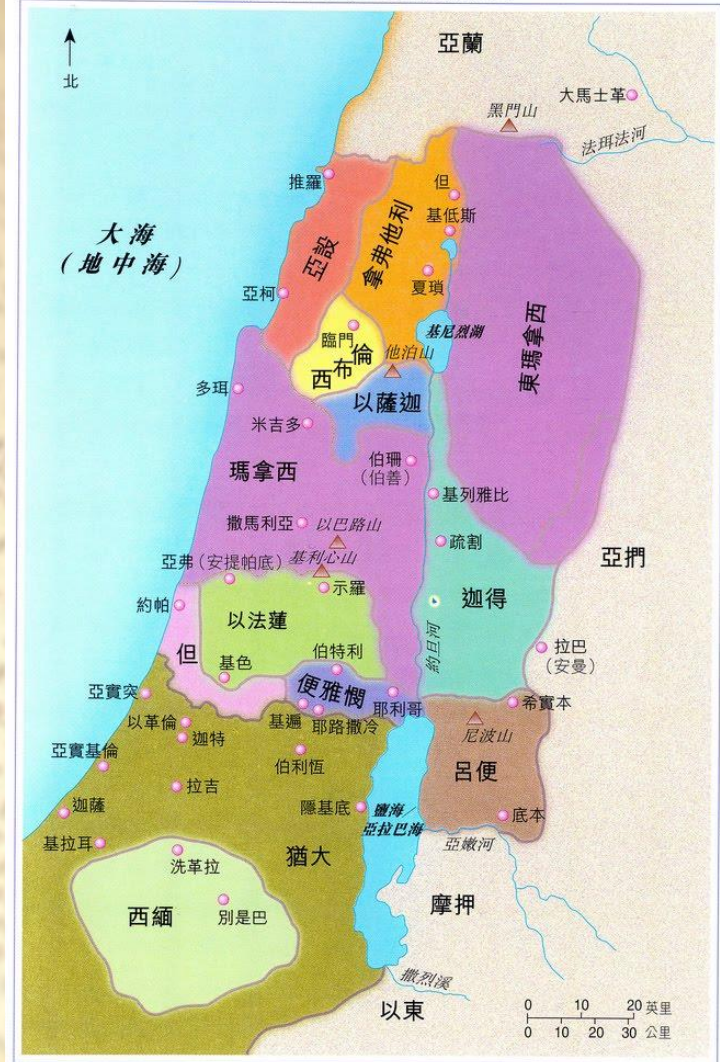 亞蘭
北
大馬士革
黑門山
法珥法河
推羅
但
基低斯
拿弗他利
大海
(地中海)
亞設
夏瑣
亞柯
基尼烈湖
臨門
西布倫
他泊山
東瑪拿西
多珥
以薩迦
米吉多
伯珊
(伯善)
瑪拿西
基列雅比
撒馬利亞
以巴路山
疏割
亞捫
亞弗(安提帕底)
基利心山
示羅
迦得
約帕
以法蓮
約旦河
但
伯特利
拉巴
(安曼)
基色
便雅憫
亞實突
耶利哥
希實本
以革倫
基遍
耶路撒冷
迦特
尼波山
亞實基倫
伯利恆
呂便
拉吉
迦薩
隱基底
鹽海/
亞拉巴海
底本
基拉耳
亞嫩河
洗革拉
猶大
西緬
別是巴
摩押
撒烈溪
以東
0 10 20 英里
0 10 20 30 公里